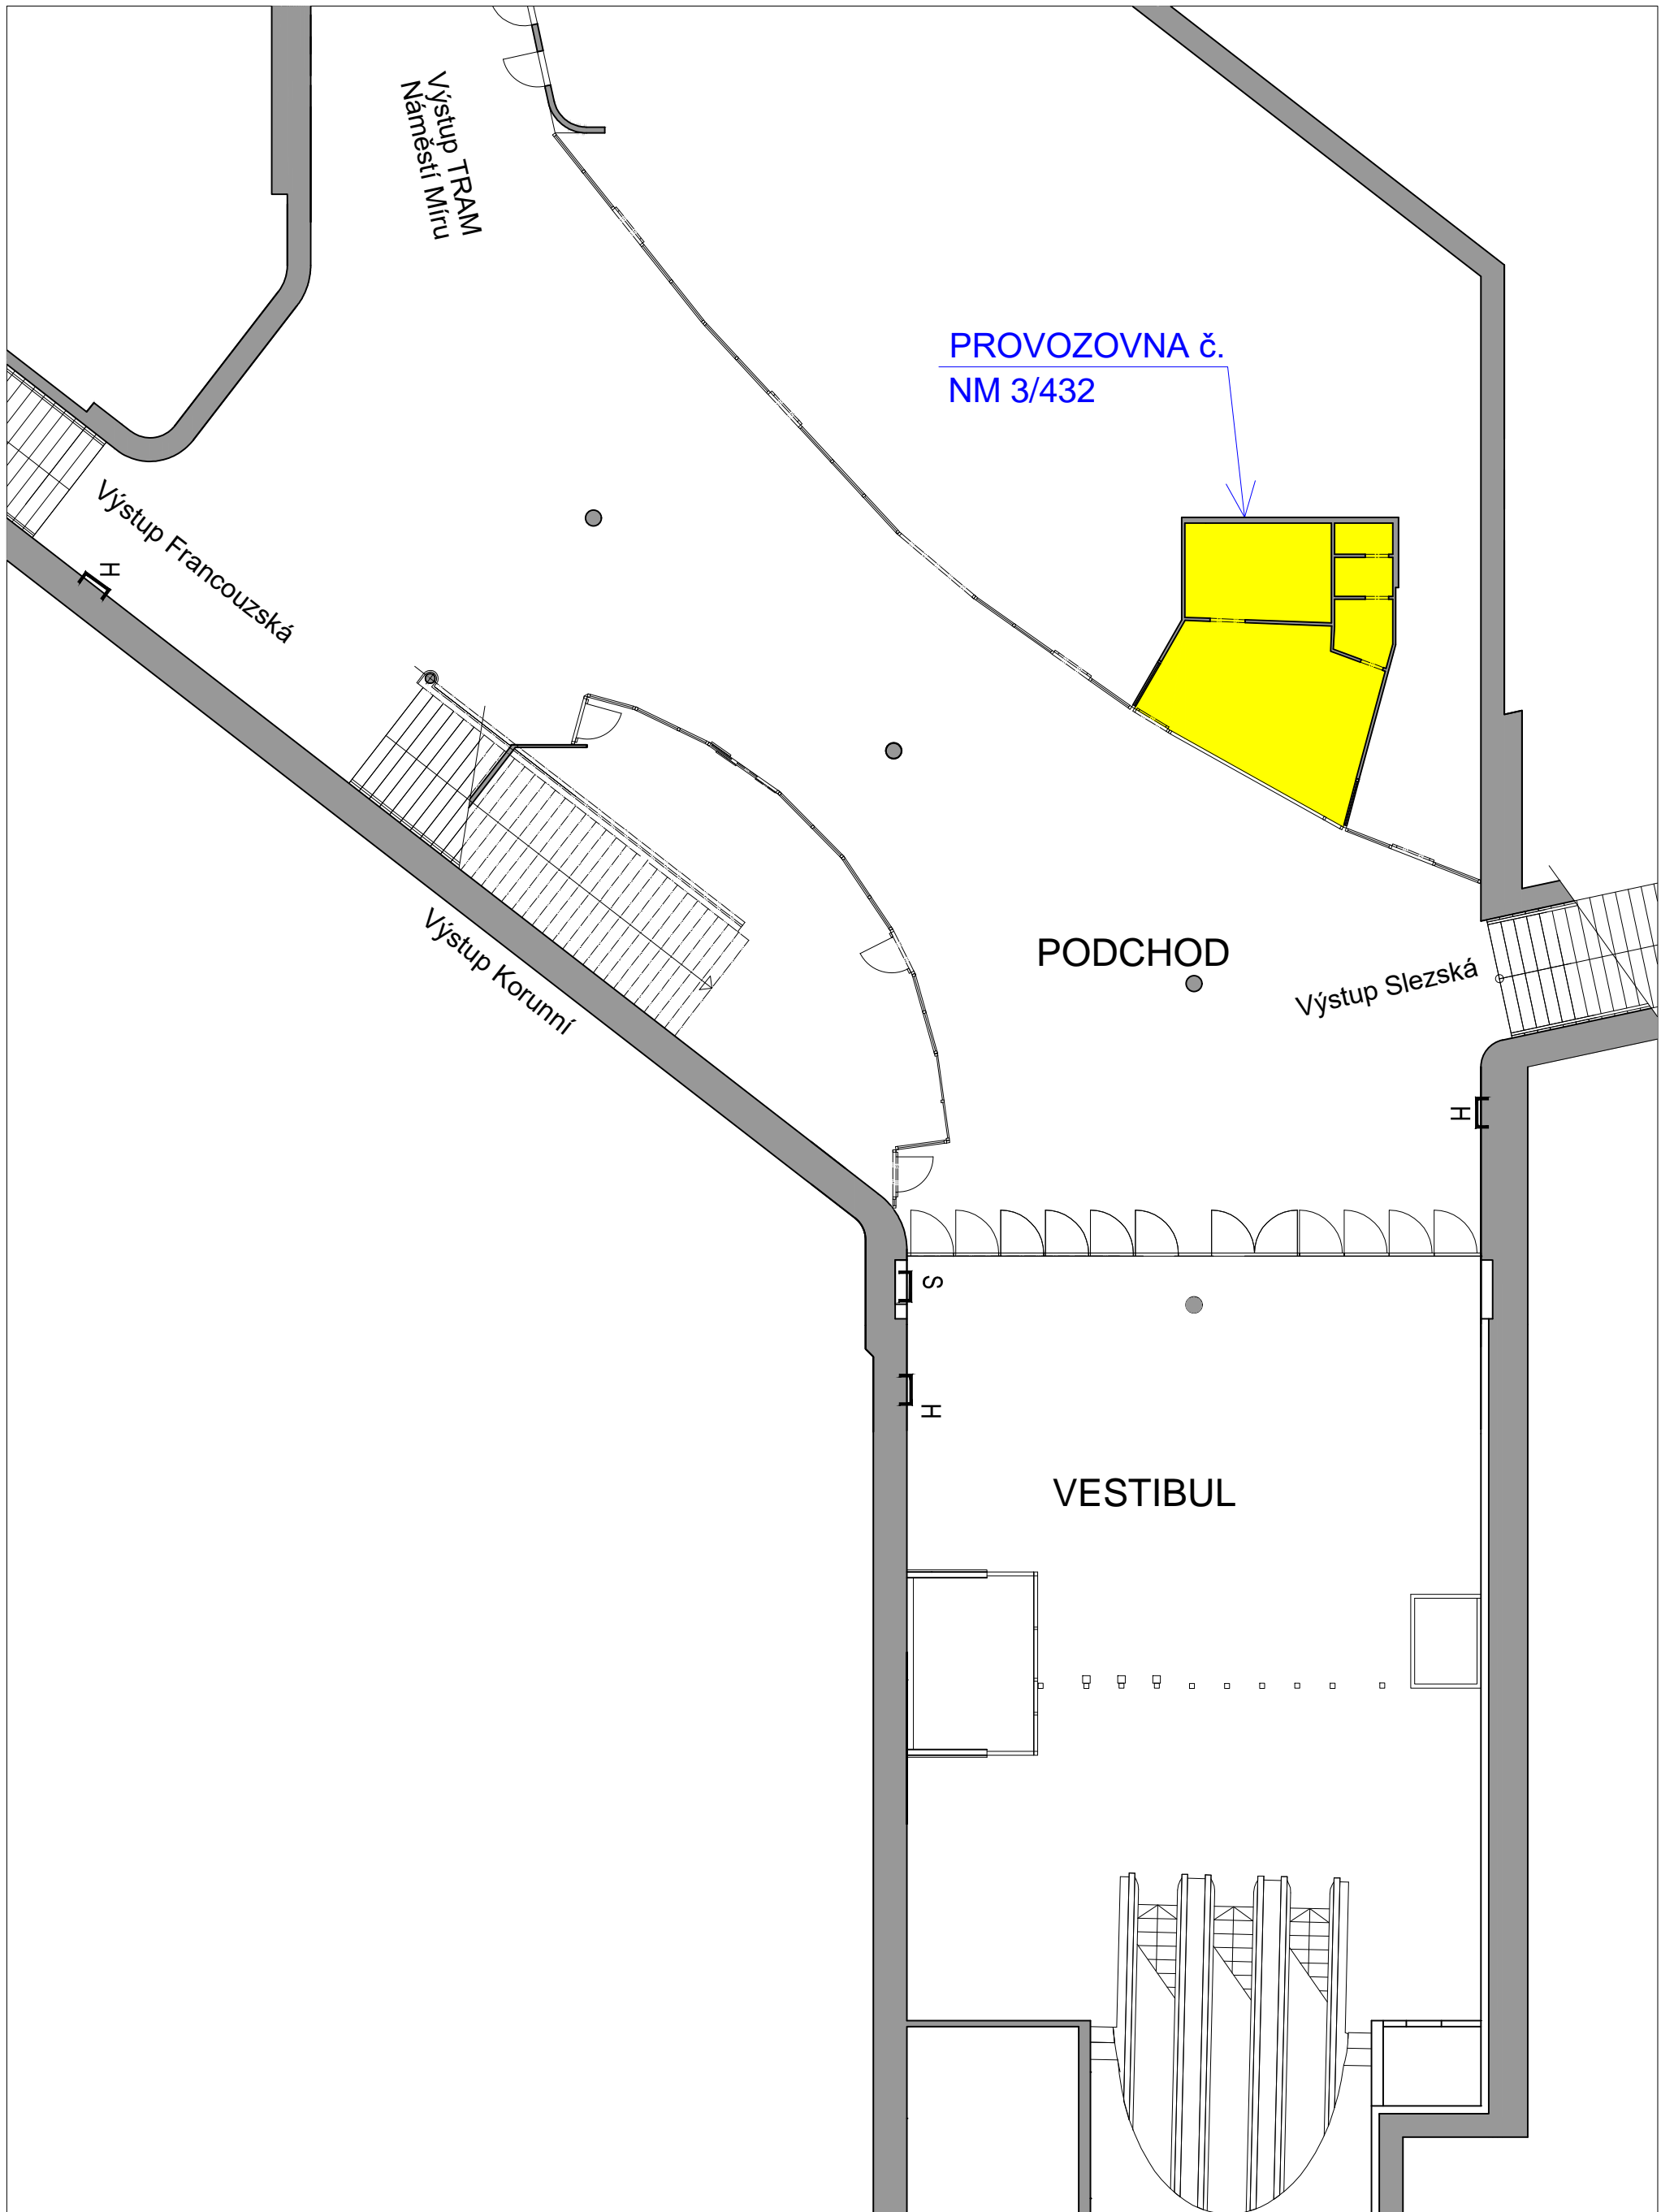 Výstup TRAM
Náměstí Míru
PROVOZOVNA č.
NM 3/432
Výstup Francouzská
H
Výstup Korunní
PODCHOD
Výstup Slezská
H
S
H
VESTIBUL